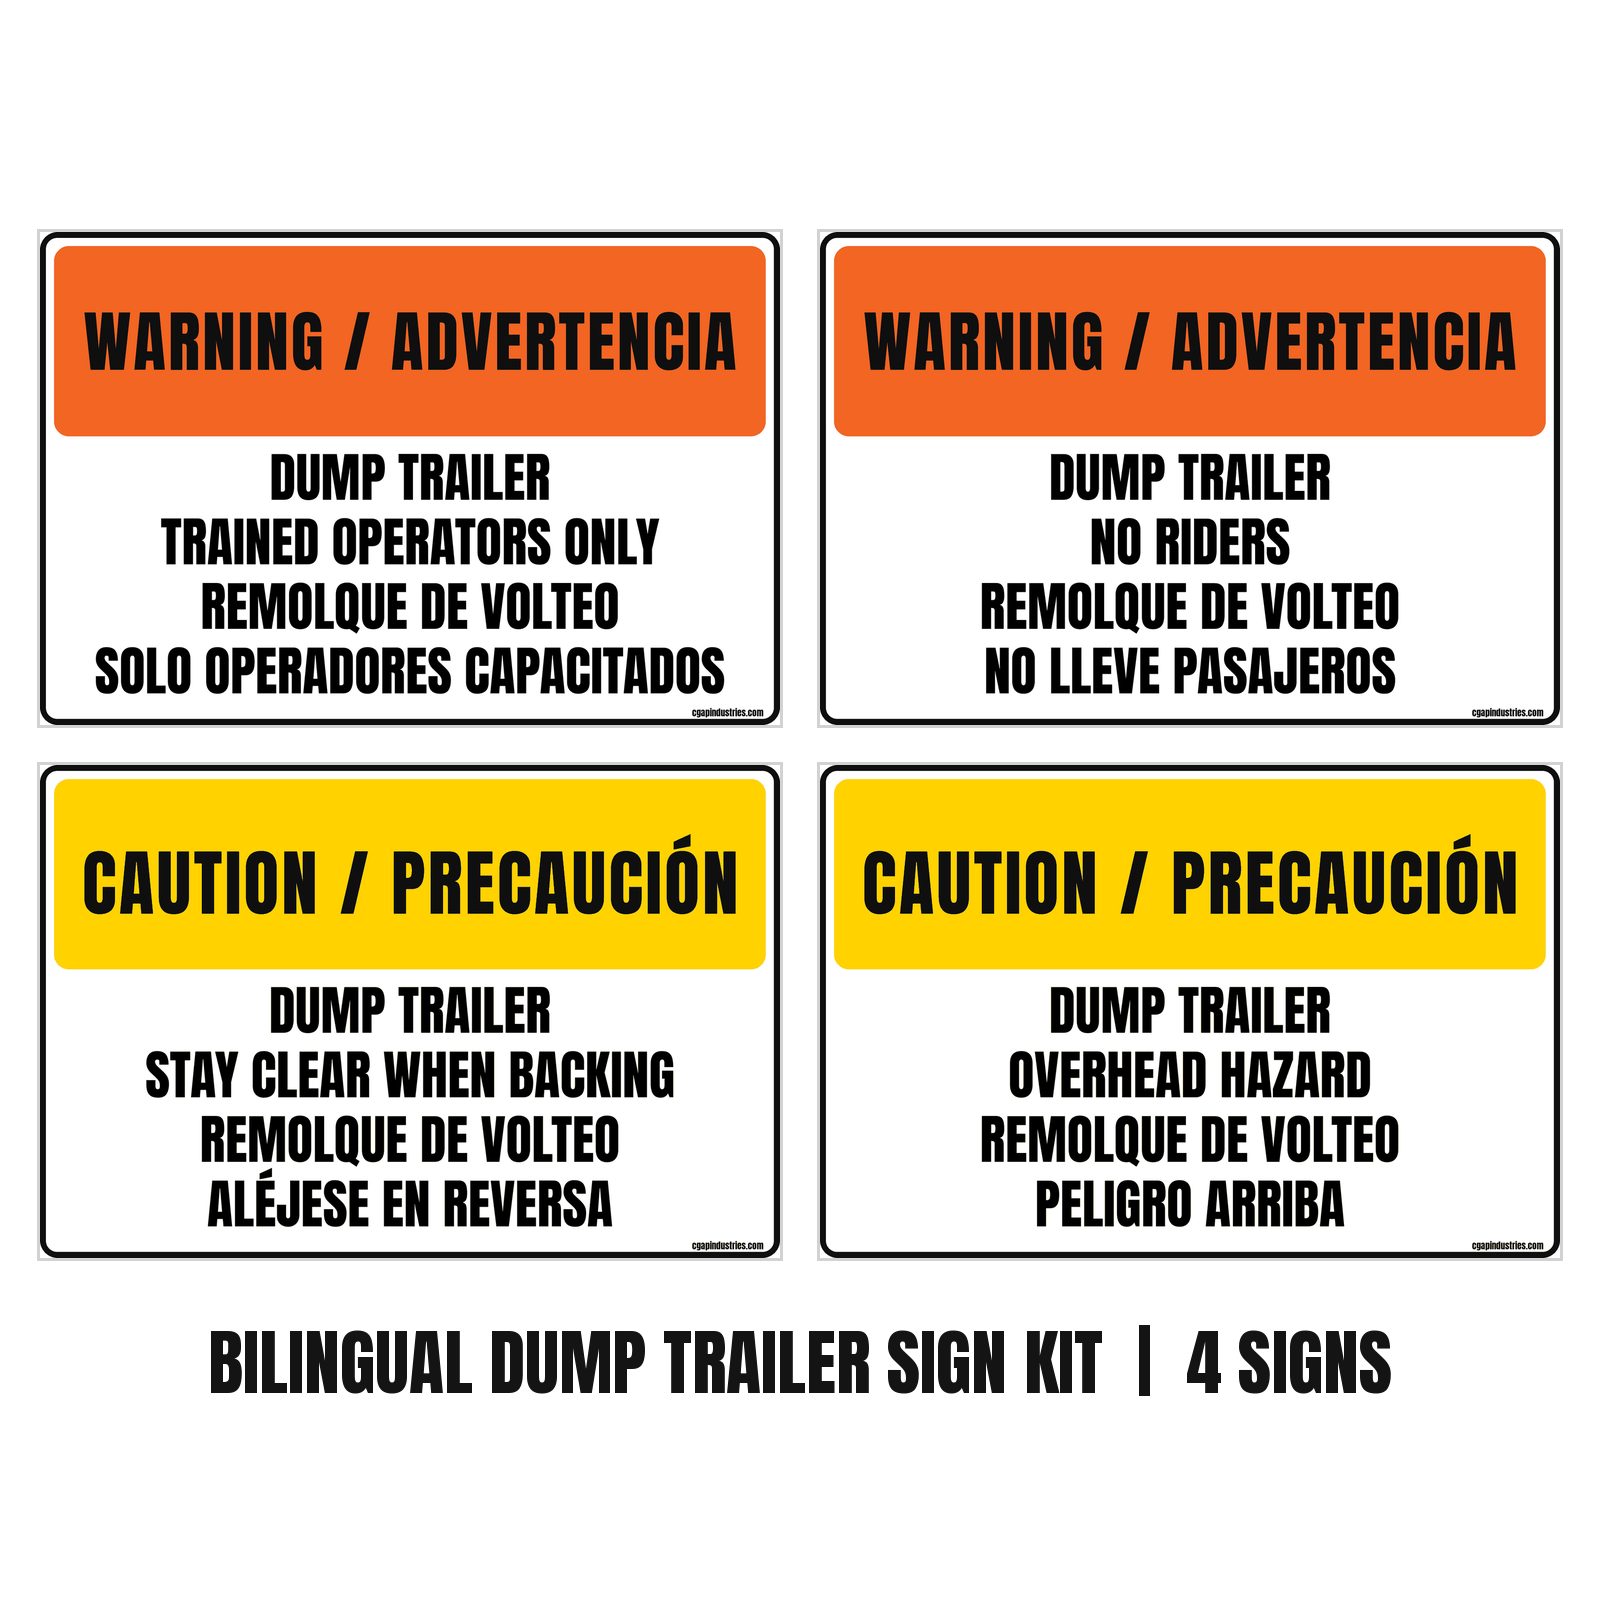 WARNING / ADVERTENCIA
DUMP TRAILER
TRAINED OPERATORS ONLY
REMOLQUE DE VOLTEO
SOLO OPERADORES CAPACITADOS
cgapindustries.com
WARNING / ADVERTENCIA
DUMP TRAILER
NO RIDERS
REMOLQUE DE VOLTEO
NO LLEVE PASAJEROS
cgapindustries.com
CAUTION / PRECAUCIÓN
DUMP TRAILER
STAY CLEAR WHEN BACKING
REMOLQUE DE VOLTEO
ALÉJESE EN REVERSA
cgapindustries.com
CAUTION / PRECAUCIÓN
DUMP TRAILER
OVERHEAD HAZARD
REMOLQUE DE VOLTEO
PELIGRO ARRIBA
cgapindustries.com
BILINGUAL DUMP TRAILER SIGN KIT | 4 SIGNS